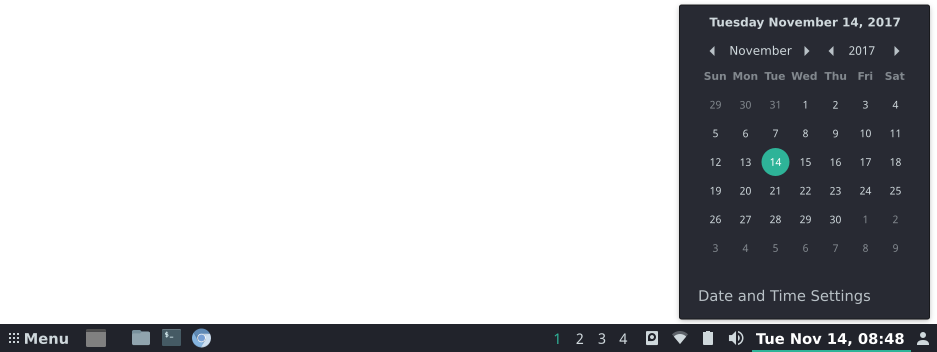 Tuesday November 14, 2017
November 2017
Sun Mon Tue Wed Thu Fri Sat
29 30 31 1 2 3 4
5 6 7 8 9 10 11
12 13 14 15 16 17 18
19 20 21 22 23 24 25
26 27 28 29 30 1 2
3 4 5 6 7 8 9
Date and Time Settings
Menu $_ 1 2 3 4 Tue Nov 14, 08:48